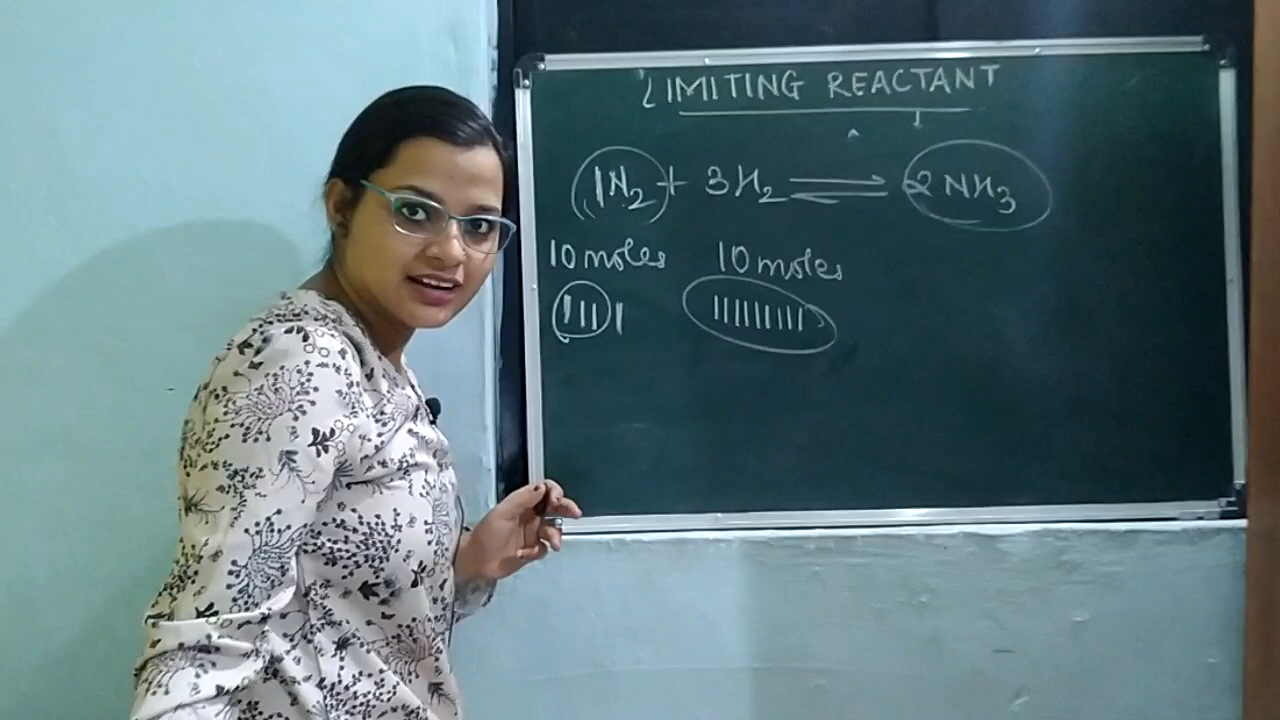 LIMITING REACTANT
1N2 + 3H2 ⇌ 2NH3
10 moles 10 moles